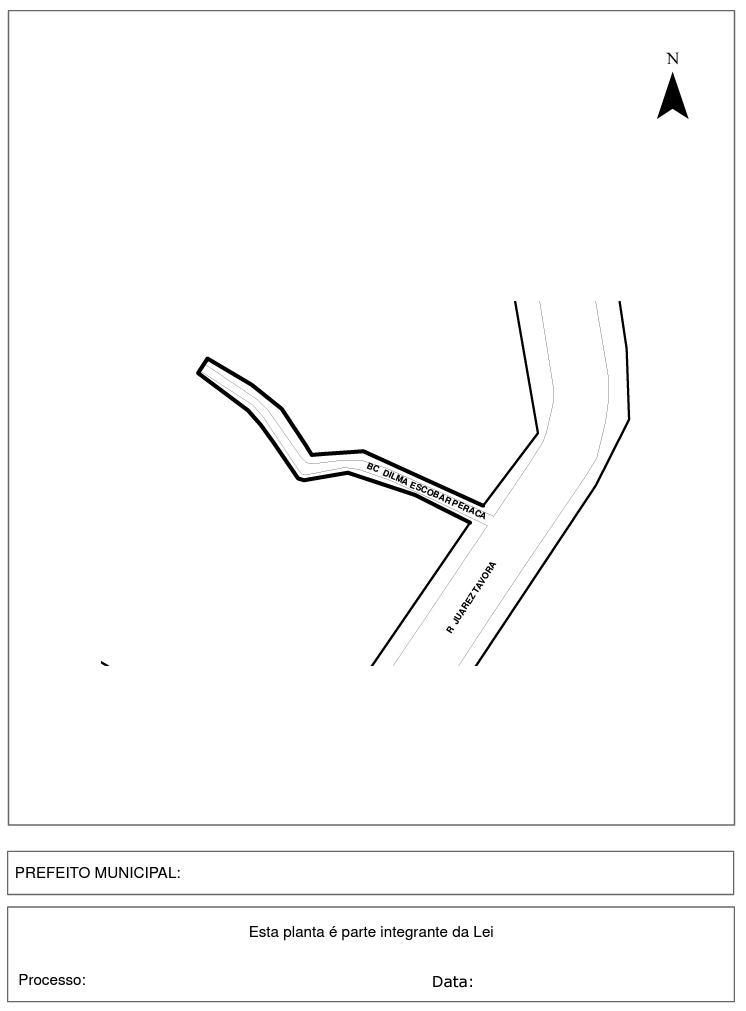 N
BC DILMA ESCOBAR PERACA
R JUAREZ TAVORA
PREFEITO MUNICIPAL:
Esta planta é parte integrante da Lei
Processo:
Data: